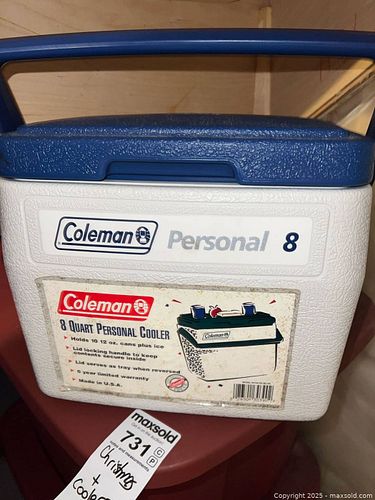 Coleman Personal 8
Coleman
8 QUART PERSONAL COOLER
Holds 10 12 oz. cans plus ice
Lid locking handle to keep
contents secure inside
Lid serves as tray when reversed
5 year limited warranty
Made in U.S.A.
Coleman
maxsold
731
C
P
Christmas
+
Cooler
Copyright 2025 - maxsold.com